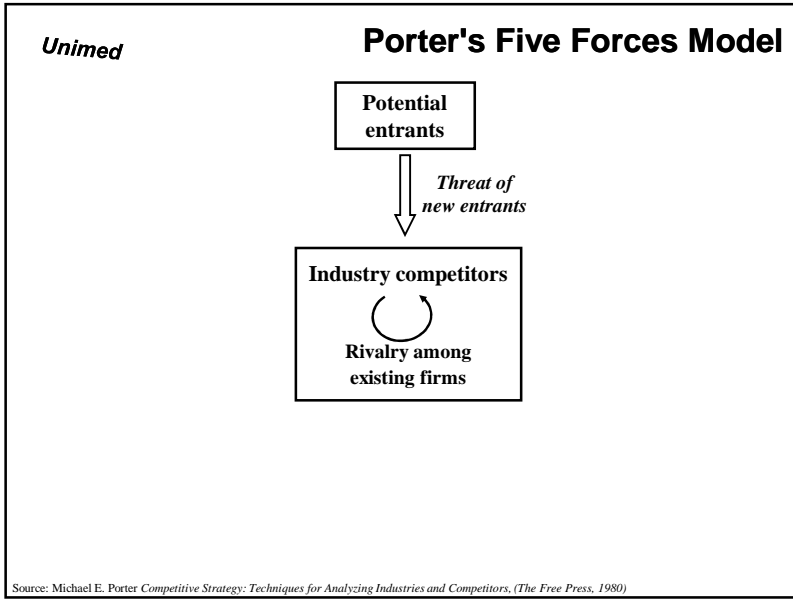 Unimed
Porter's Five Forces Model
Potential
entrants
Threat of
new entrants
Industry competitors
Rivalry among
existing firms
Source: Michael E. Porter Competitive Strategy: Techniques for Analyzing Industries and Competitors, (The Free Press, 1980)